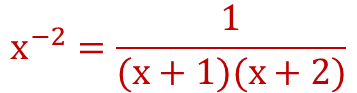 x⁻² = 1/((x + 1)(x + 2))